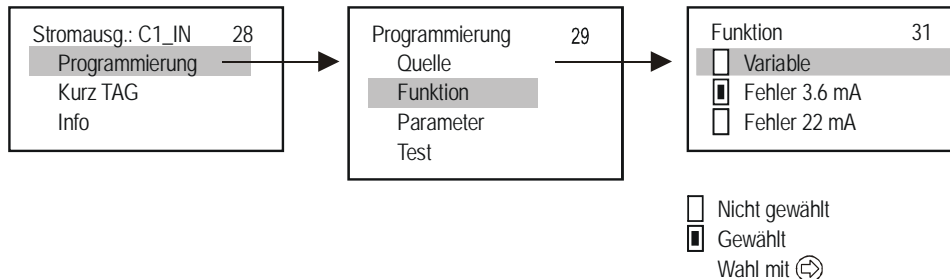 Stromausg.: C1_IN 28
Programmierung
Kurz TAG
Info
Programmierung 29
Quelle
Funktion
Parameter
Test
Funktion 31
Variable
Fehler 3.6 mA
Fehler 22 mA
Nicht gewählt
Gewählt
Wahl mit